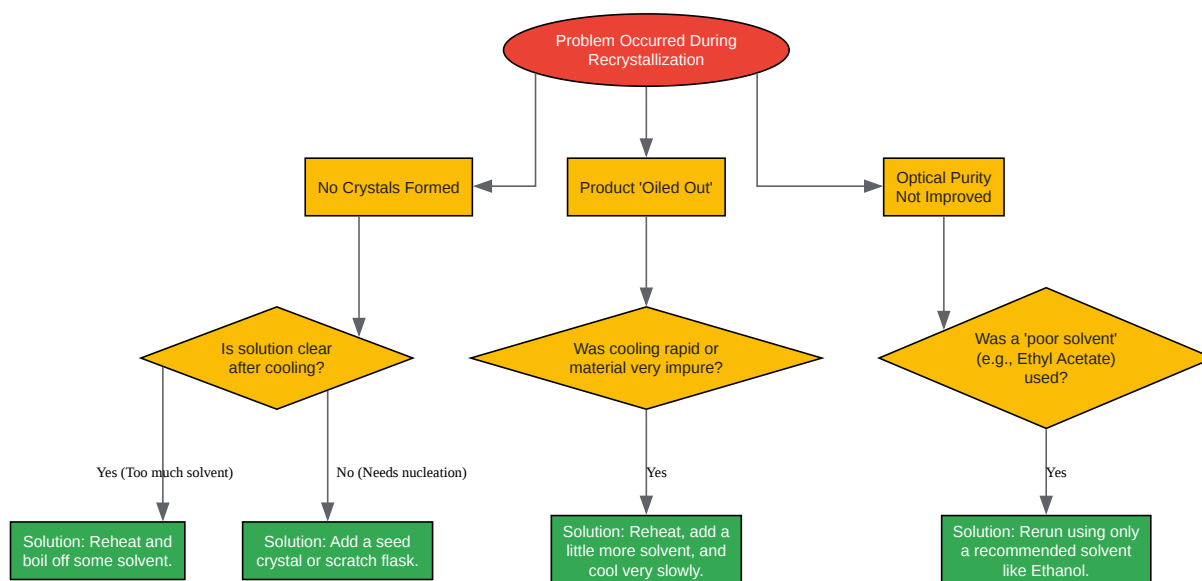 Problem Occurred During
Recrystallization
No Crystals Formed
Product 'Oiled Out'
Optical Purity
Not Improved
Is solution clear
after cooling?
Was cooling rapid or
material very impure?
Was a 'poor solvent'
(e.g., Ethyl Acetate)
used?
Yes (Too much solvent)
No (Needs nucleation)
Yes
Yes
Solution: Reheat and
boil off some solvent.
Solution: Add a seed
crystal or scratch flask.
Solution: Reheat, add a
little more solvent, and
cool very slowly.
Solution: Rerun using only
a recommended solvent
like Ethanol.